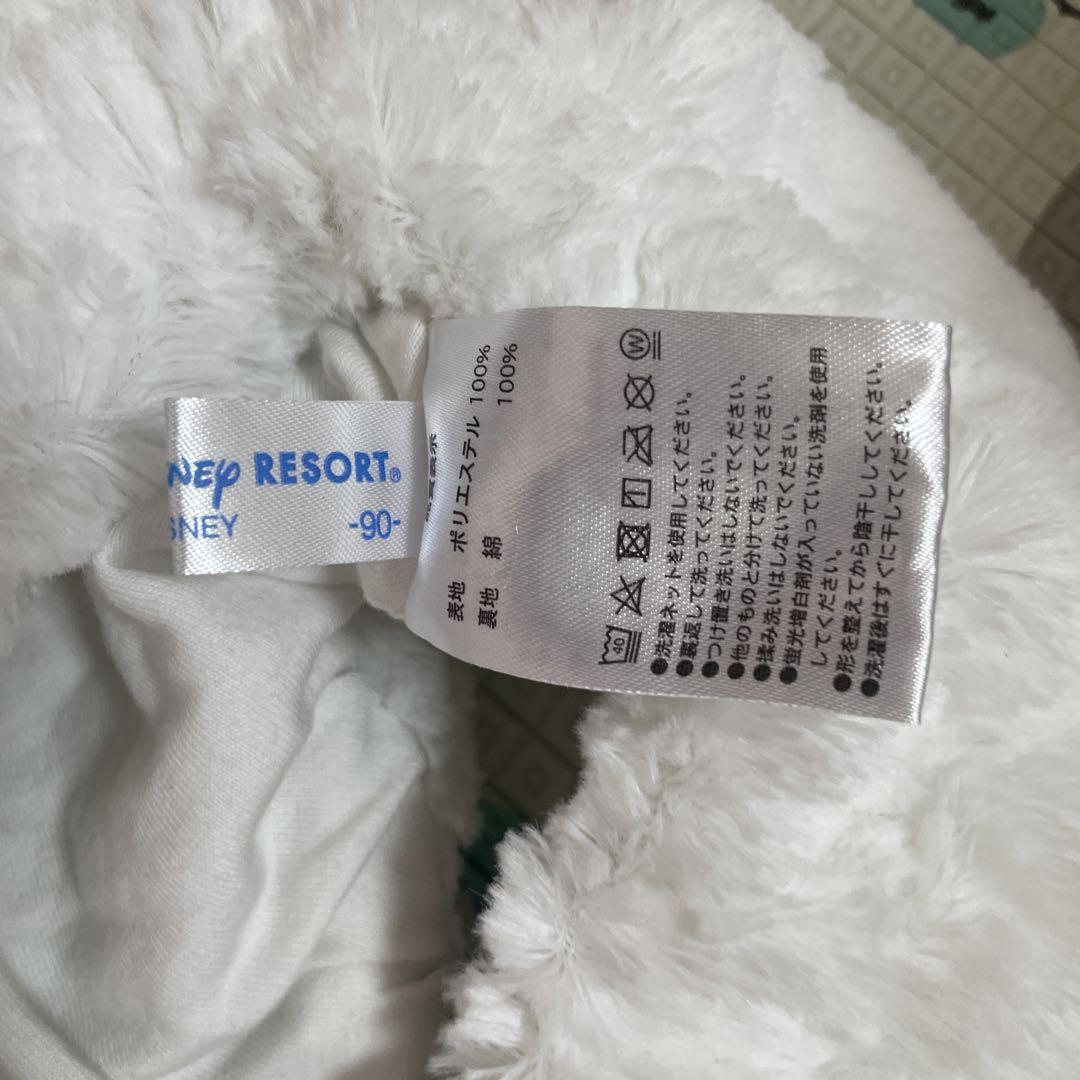 RESORT®
-90-
表地 ポリエステル 100%
裏地 綿 100%
40
W
●洗濯ネットを使用してください。
●裏返して洗ってください。
●つけ置き洗いはしないでください。
●他のものと分けて洗ってください。
●揉み洗いはしないでください。
●蛍光増白剤が入っていない洗剤を使用
してください。
●形を整えてから陰干ししてください。
●洗濯後はすぐに干してください。